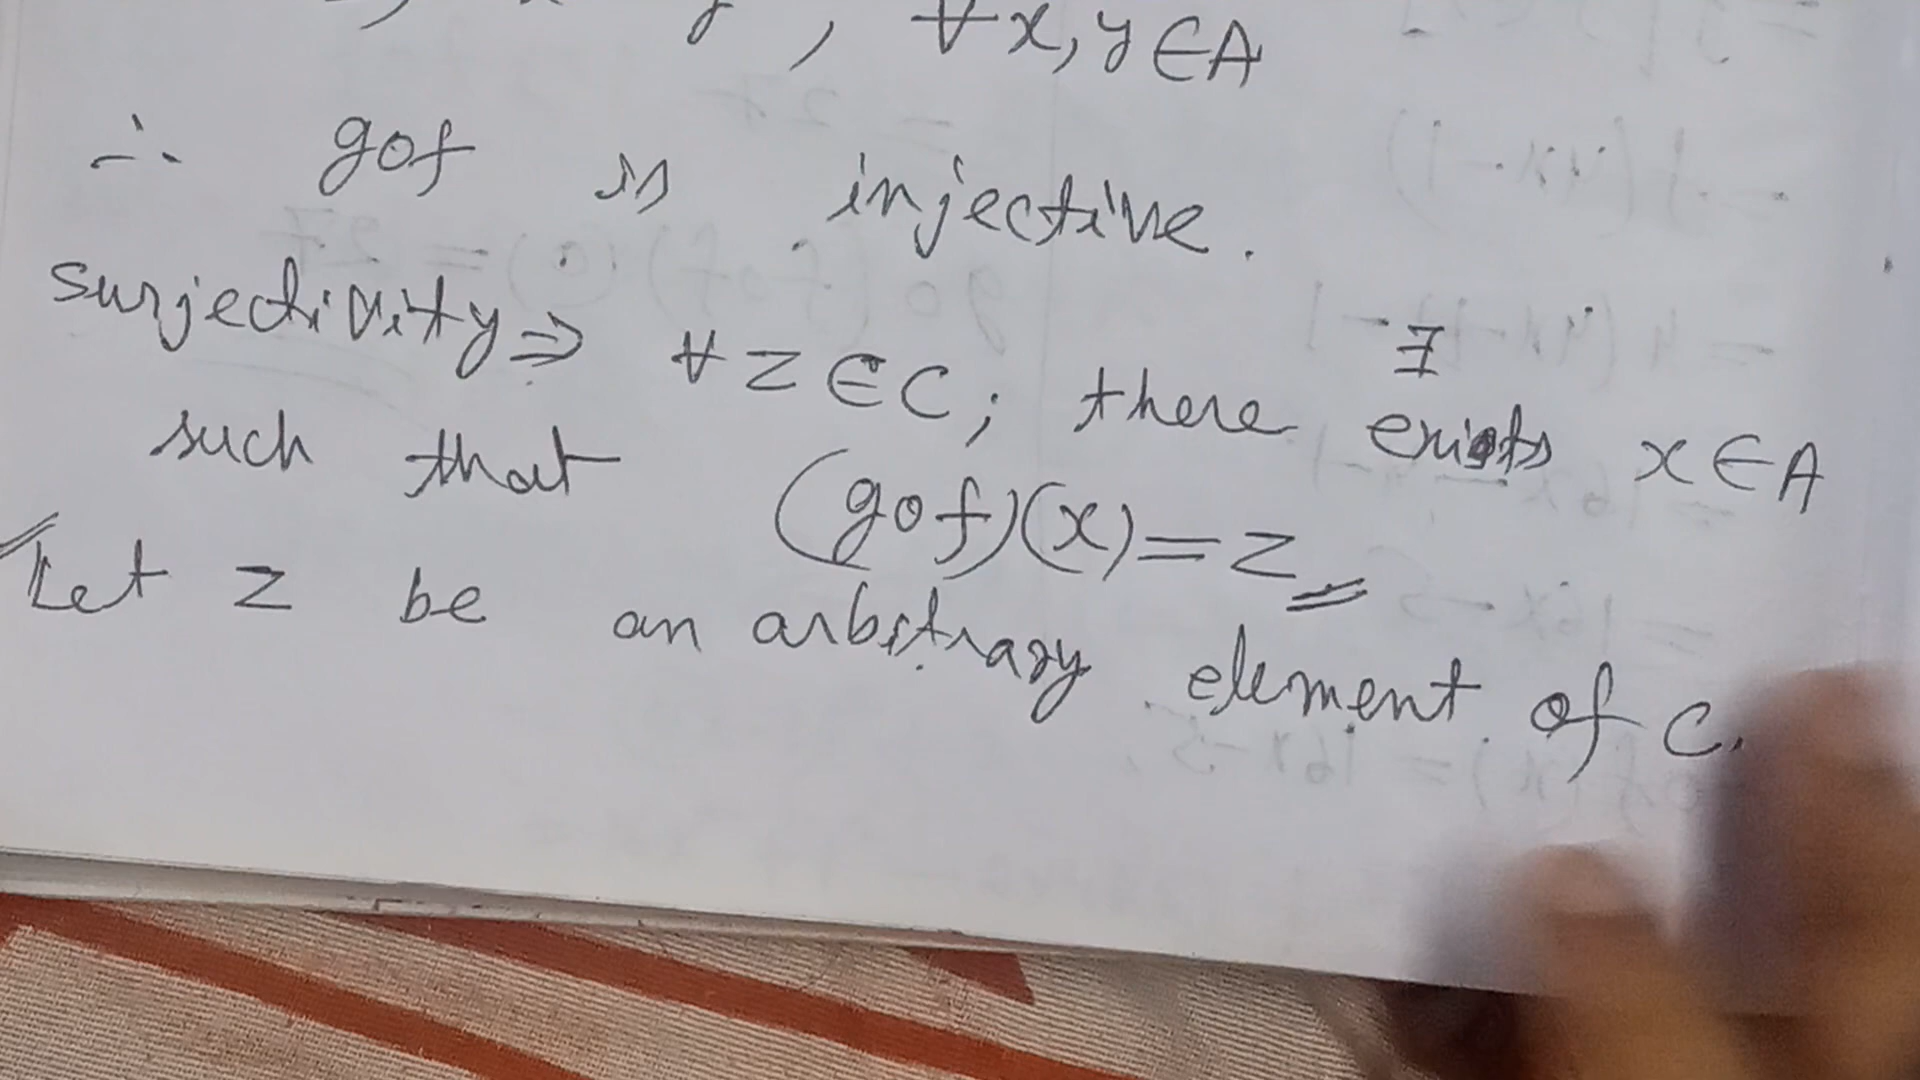 , ∀x, y ∈ A
∴ gof is injective.
surjectivity ⇒ ∀ z ∈ C; there exists x ∈ A
∃
such that (gof)(x) = z
Let z be an arbitrary element of C.